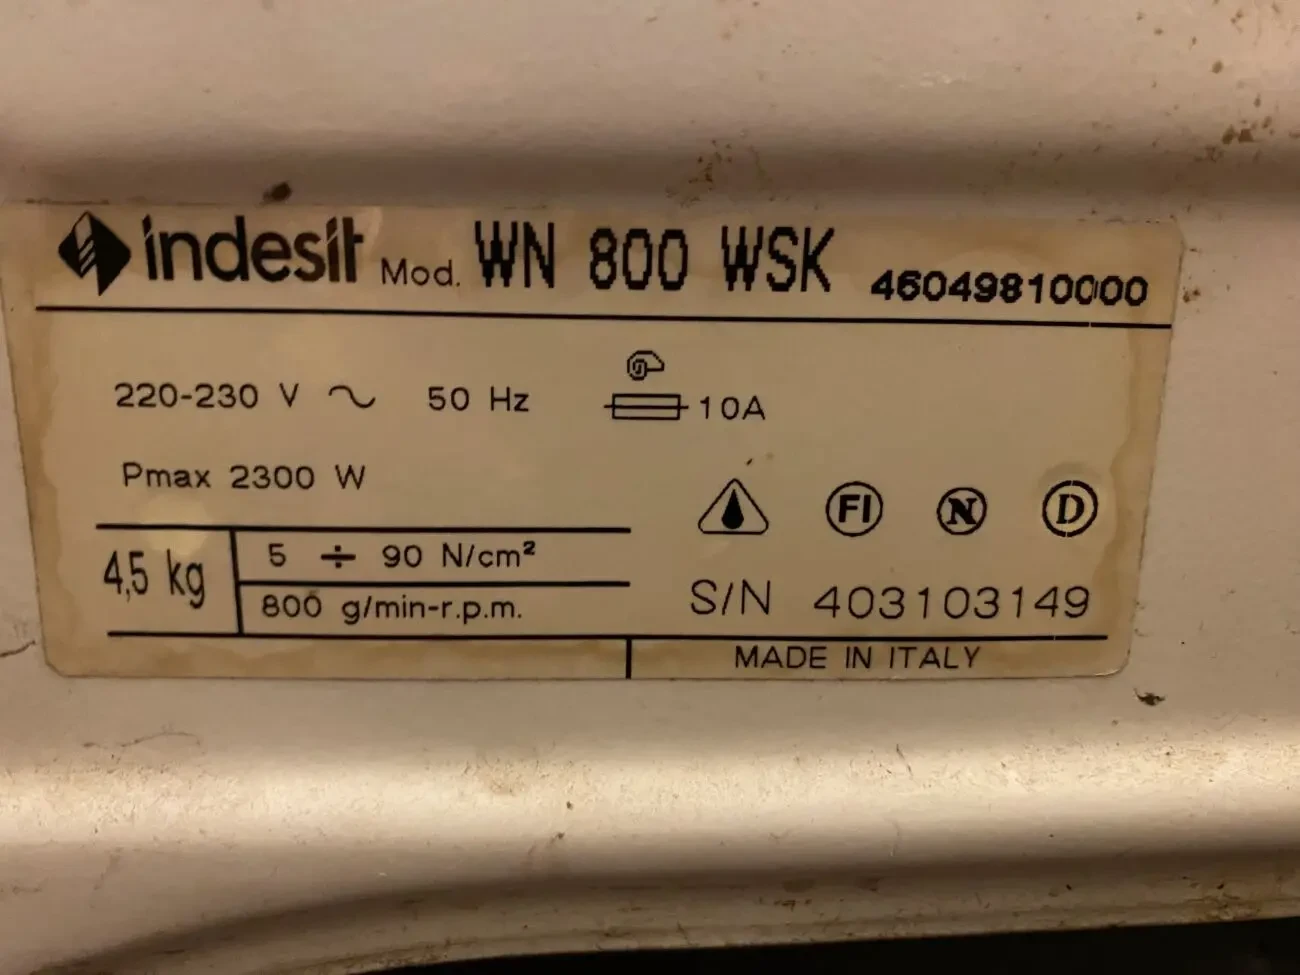 indesit Mod. WN 800 WSK 46049810000
220-230 V ~ 50 Hz 10A
Pmax 2300 W
FI N D
4,5 kg
5 ÷ 90 N/cm²
800 g/min-r.p.m.
S/N 403103149
MADE IN ITALY